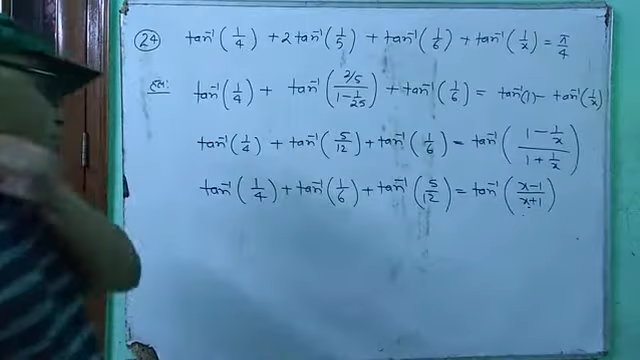 (24) tan⁻¹(1/4) + 2 tan⁻¹(1/5) + tan⁻¹(1/6) + tan⁻¹(1/x) = π/4
हल: tan⁻¹(1/4) + tan⁻¹((2/5)/(1 - 1/25)) + tan⁻¹(1/6) = tan⁻¹(1) - tan⁻¹(1/x)
tan⁻¹(1/4) + tan⁻¹(5/12) + tan⁻¹(1/6) = tan⁻¹((1 - 1/x)/(1 + 1/x))
tan⁻¹(1/4) + tan⁻¹(1/6) + tan⁻¹(5/12) = tan⁻¹((x-1)/(x+1))